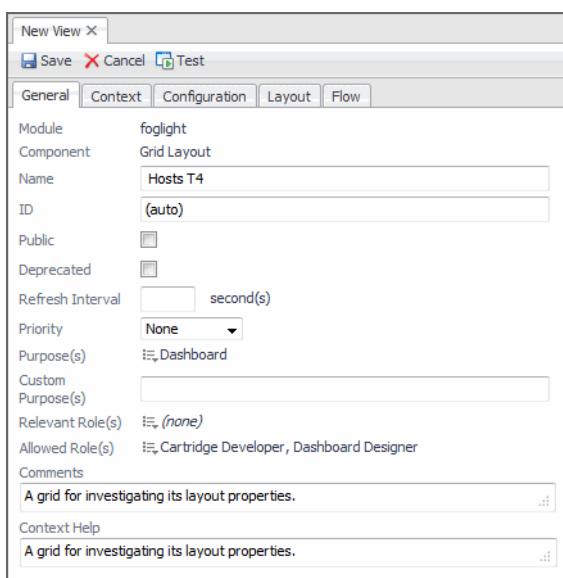 New View
Save Cancel Test
General Context Configuration Layout Flow
Module foglight
Component Grid Layout
Name Hosts T4
ID (auto)
Public
Deprecated
Refresh Interval second(s)
Priority None
Purpose(s) Dashboard
Custom
Purpose(s)
Relevant Role(s) (none)
Allowed Role(s) Cartridge Developer, Dashboard Designer
Comments
A grid for investigating its layout properties.
Context Help
A grid for investigating its layout properties.